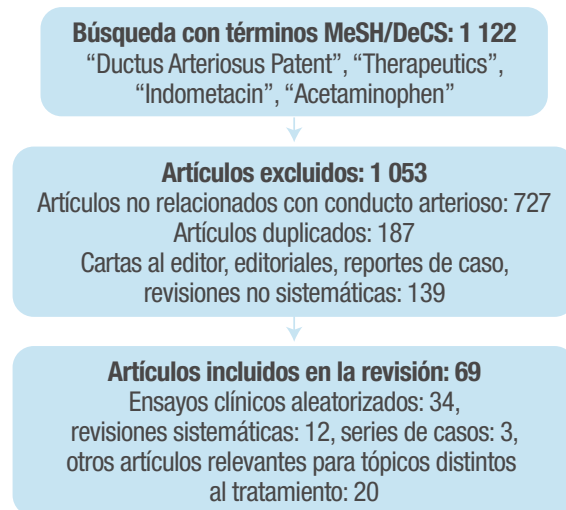 Búsqueda con términos MeSH/DeCS: 1 122
“Ductus Arteriosus Patent”, “Therapeutics”,
“Indometacin”, “Acetaminophen”
Artículos excluidos: 1 053
Artículos no relacionados con conducto arterioso: 727
Artículos duplicados: 187
Cartas al editor, editoriales, reportes de caso,
revisiones no sistemáticas: 139
Artículos incluidos en la revisión: 69
Ensayos clínicos aleatorizados: 34,
revisiones sistemáticas: 12, series de casos: 3,
otros artículos relevantes para tópicos distintos
al tratamiento: 20